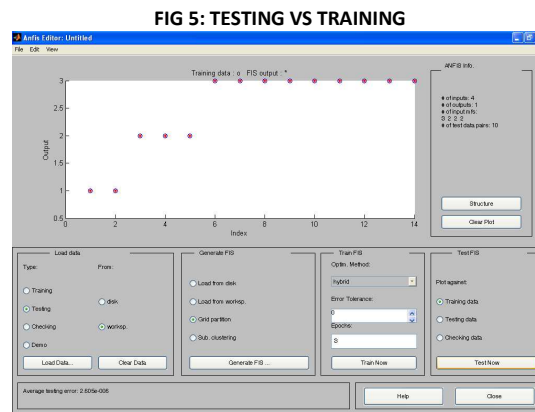 FIG 5: TESTING VS TRAINING
Anfis Editor: Untitled
File Edit View
Training data : o FIS output : *
3
2.5
2
1.5
1
0.5
Output
0 2 4 6 8 10 12 14
Index
ANFIS Info.
# of inputs: 4
# of outputs: 1
# of input mfs:
3 2 2 2
# of test data pairs: 10
Structure
Clear Plot
Load data
Type:
From:
Training
Testing
Checking
Demo
disk
worksp.
Load Data...
Clear Data
Generate FIS
Load from disk
Load from worksp.
Grid partition
Sub. clustering
Generate FIS ...
Train FIS
Optim. Method:
hybrid
Error Tolerance:
0
Epochs:
3
Train Now
Test FIS
Plot against:
Training data
Testing data
Checking data
Test Now
Average testing error: 2.605e-006
Help
Close